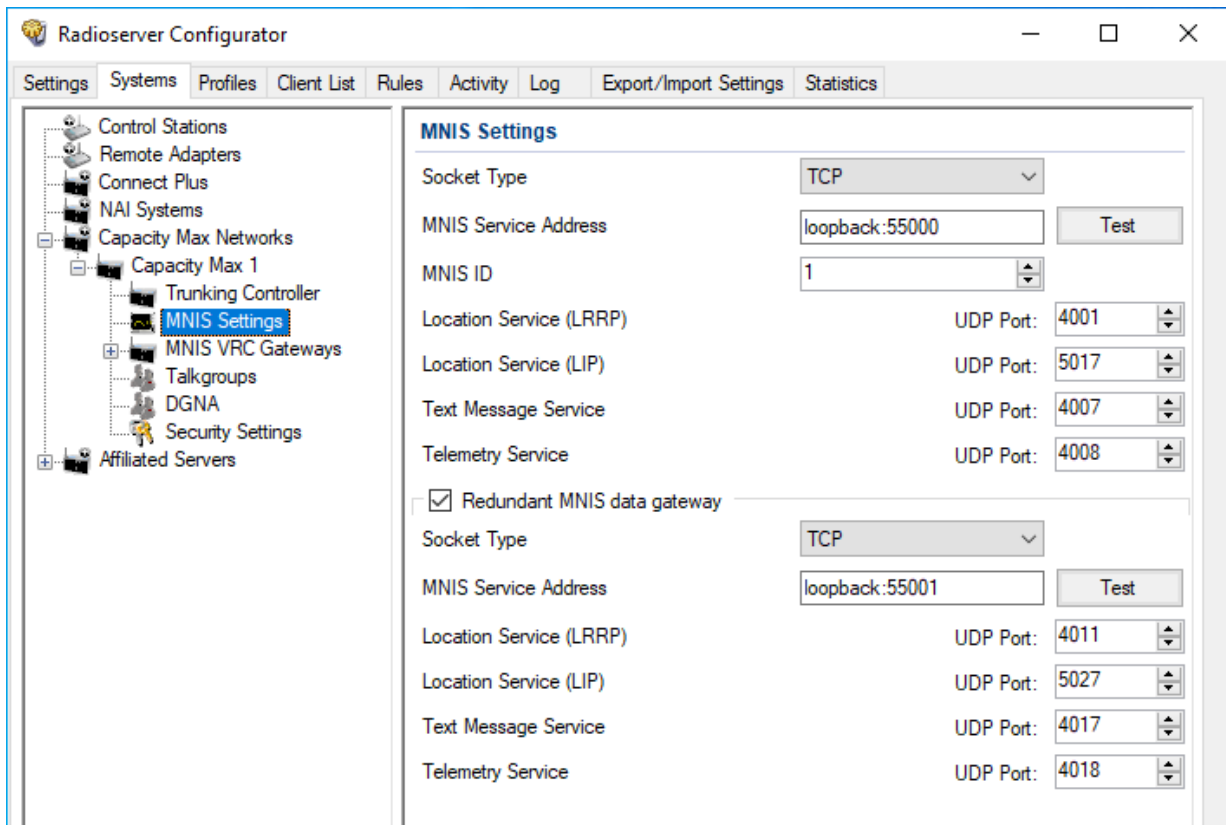 Radioserver Configurator
Settings Systems Profiles Client List Rules Activity Log Export/Import Settings Statistics
Control Stations
Remote Adapters
Connect Plus
NAI Systems
Capacity Max Networks
Capacity Max 1
Trunking Controller
MNIS Settings
MNIS VRC Gateways
Talkgroups
DGNA
Security Settings
Affiliated Servers
MNIS Settings
Socket Type TCP
MNIS Service Address loopback:55000 Test
MNIS ID 1
Location Service (LRRP) UDP Port: 4001
Location Service (LIP) UDP Port: 5017
Text Message Service UDP Port: 4007
Telemetry Service UDP Port: 4008
Redundant MNIS data gateway
Socket Type TCP
MNIS Service Address loopback:55001 Test
Location Service (LRRP) UDP Port: 4011
Location Service (LIP) UDP Port: 5027
Text Message Service UDP Port: 4017
Telemetry Service UDP Port: 4018